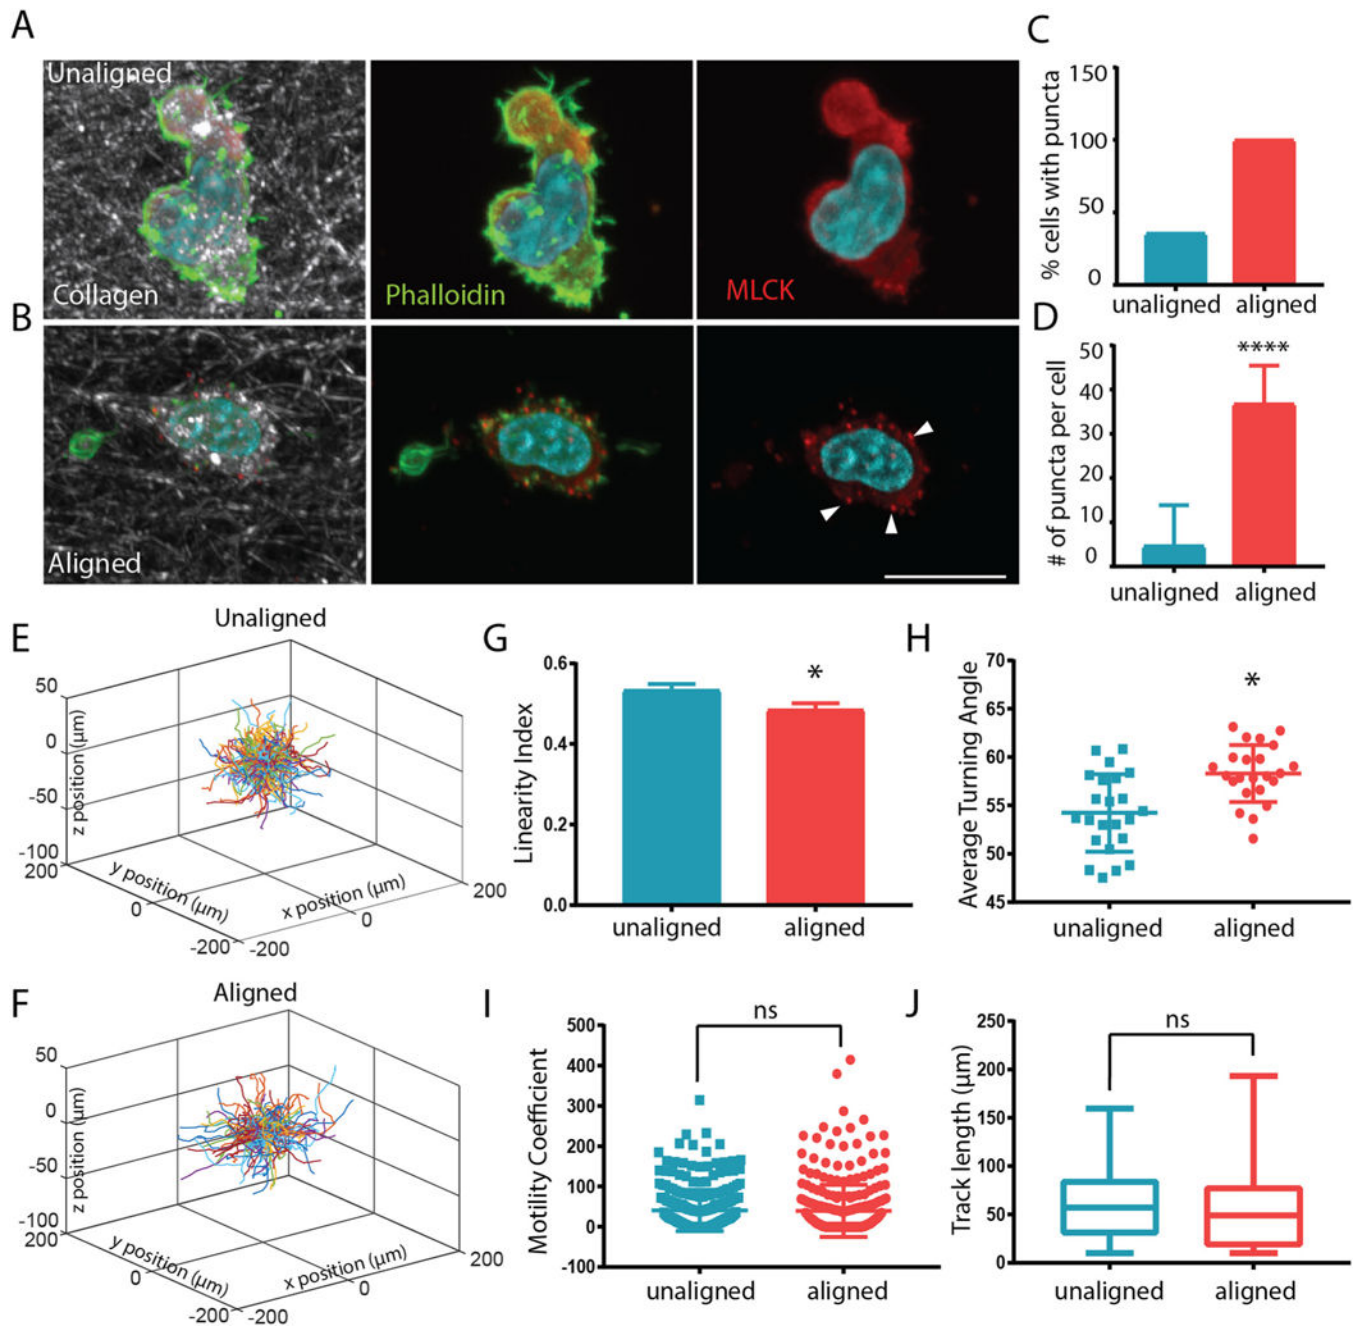 A
Unaligned
Collagen
Phalloidin
MLCK
B
Aligned
C
% cells with puncta
150
100
50
0
unaligned
aligned
D
# of puncta per cell
50
40
30
20
10
0
****
unaligned
aligned
E
Unaligned
z position (µm)
50
0
-50
-100
200
y position (µm)
0
-200
-200
x position (µm)
0
200
F
Aligned
z position (µm)
50
0
-50
-100
200
y position (µm)
0
-200
-200
x position (µm)
0
200
G
Linearity Index
0.6
0.4
0.2
0.0
*
unaligned
aligned
H
Average Turning Angle
70
65
60
55
50
45
*
unaligned
aligned
I
Motility Coefficient
500
400
300
200
100
0
-100
ns
unaligned
aligned
J
Track length (µm)
250
200
150
100
50
0
ns
unaligned
aligned